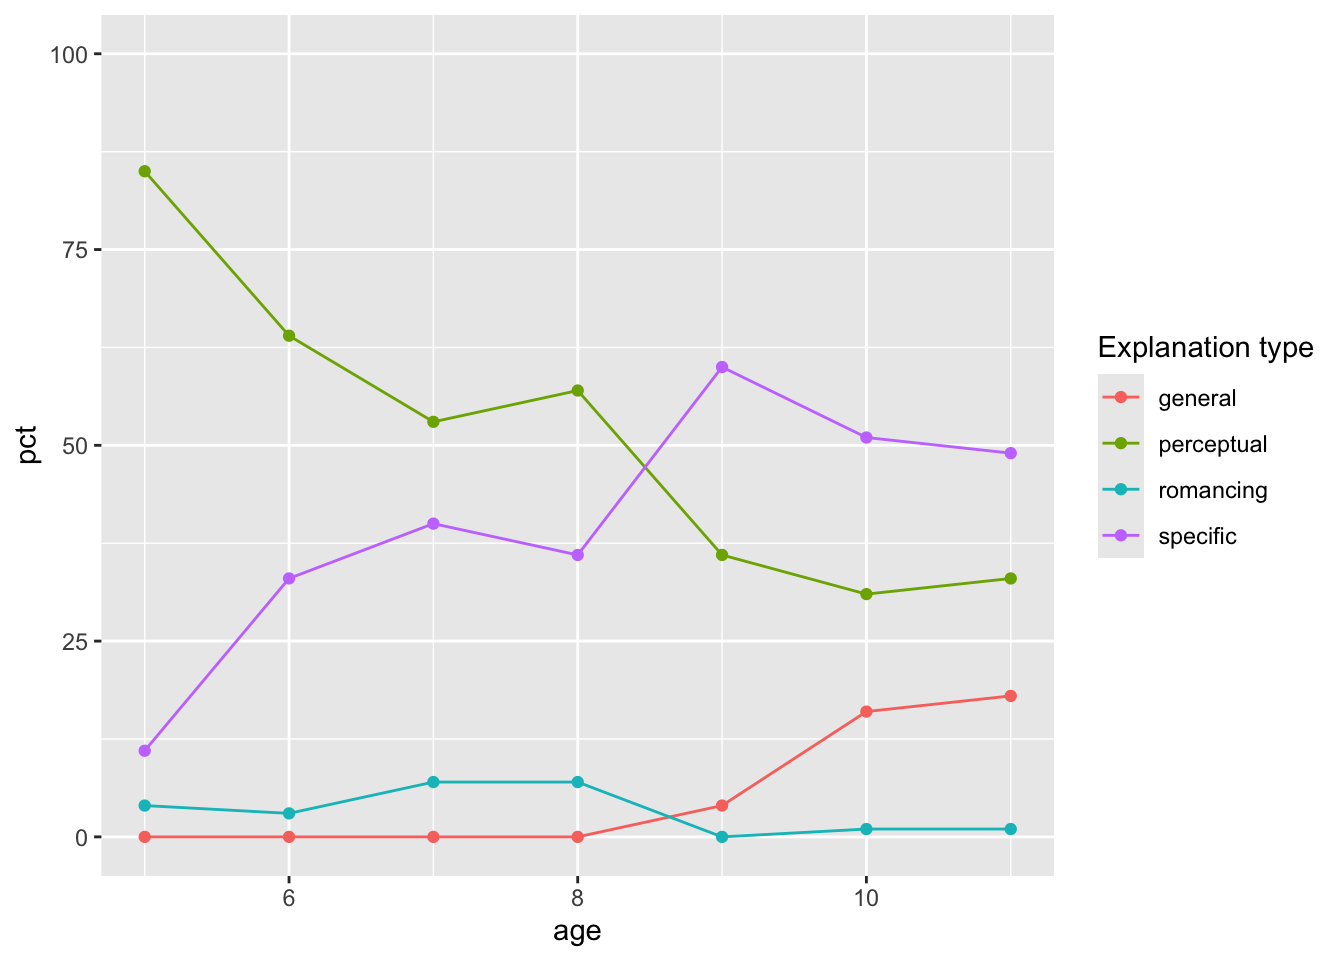 100
75
50
25
0
pct
6 8 10
age
Explanation type
general
perceptual
romancing
specific